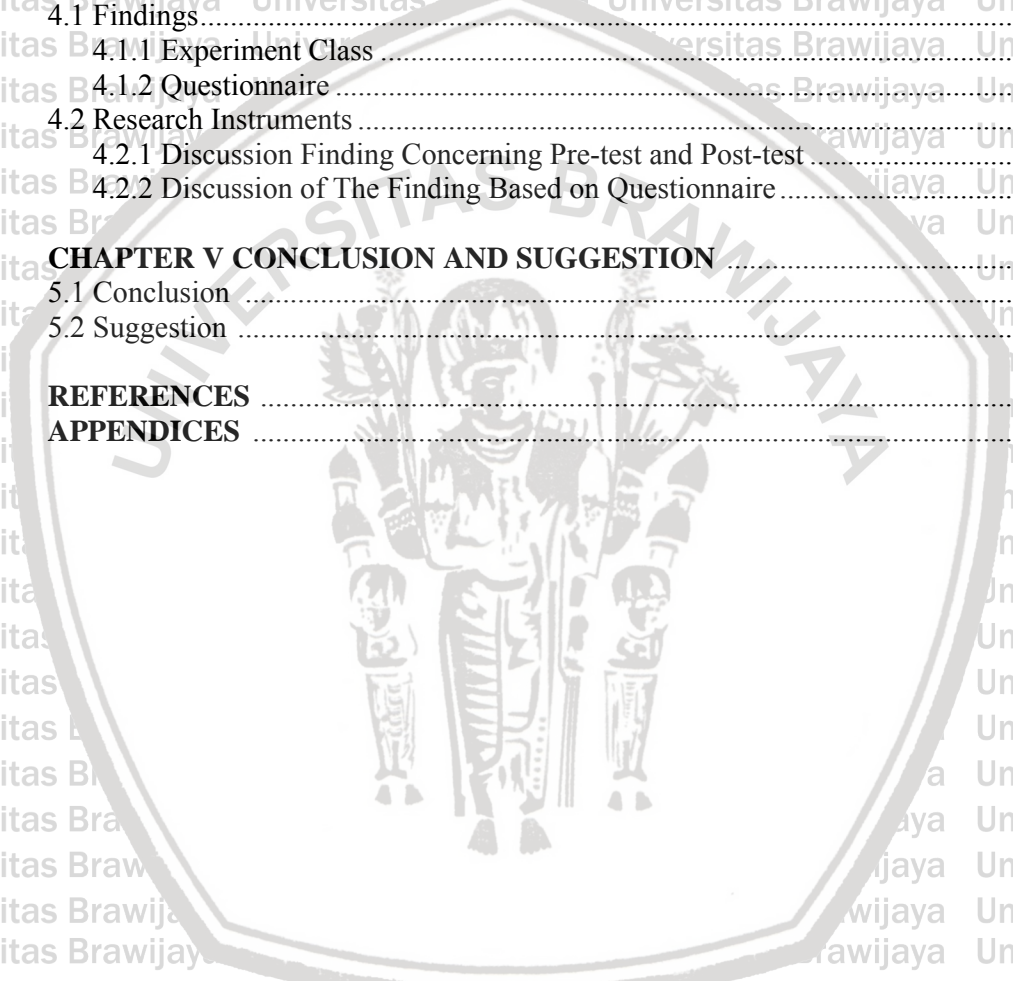 4.1 Findings
4.1.1 Experiment Class
4.1.2 Questionnaire
4.2 Research Instruments
4.2.1 Discussion Finding Concerning Pre-test and Post-test
4.2.2 Discussion of The Finding Based on Questionnaire
CHAPTER V CONCLUSION AND SUGGESTION
5.1 Conclusion
5.2 Suggestion
REFERENCES
APPENDICES
UNIVERSITAS BRAWIJAYA